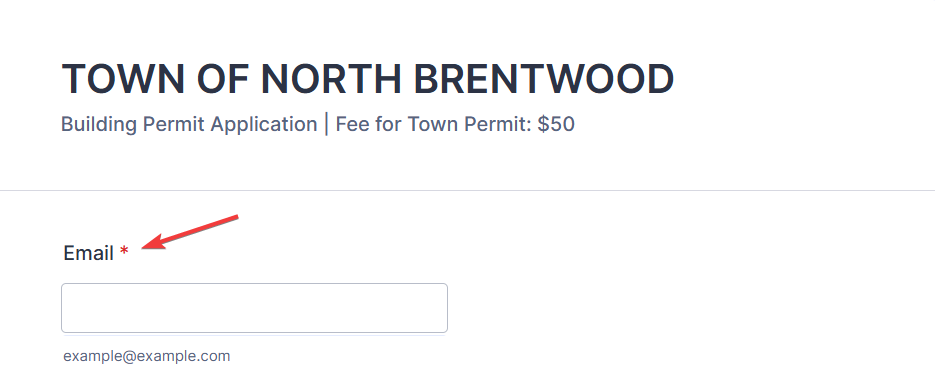 TOWN OF NORTH BRENTWOOD
Building Permit Application | Fee for Town Permit: $50
Email *
example@example.com